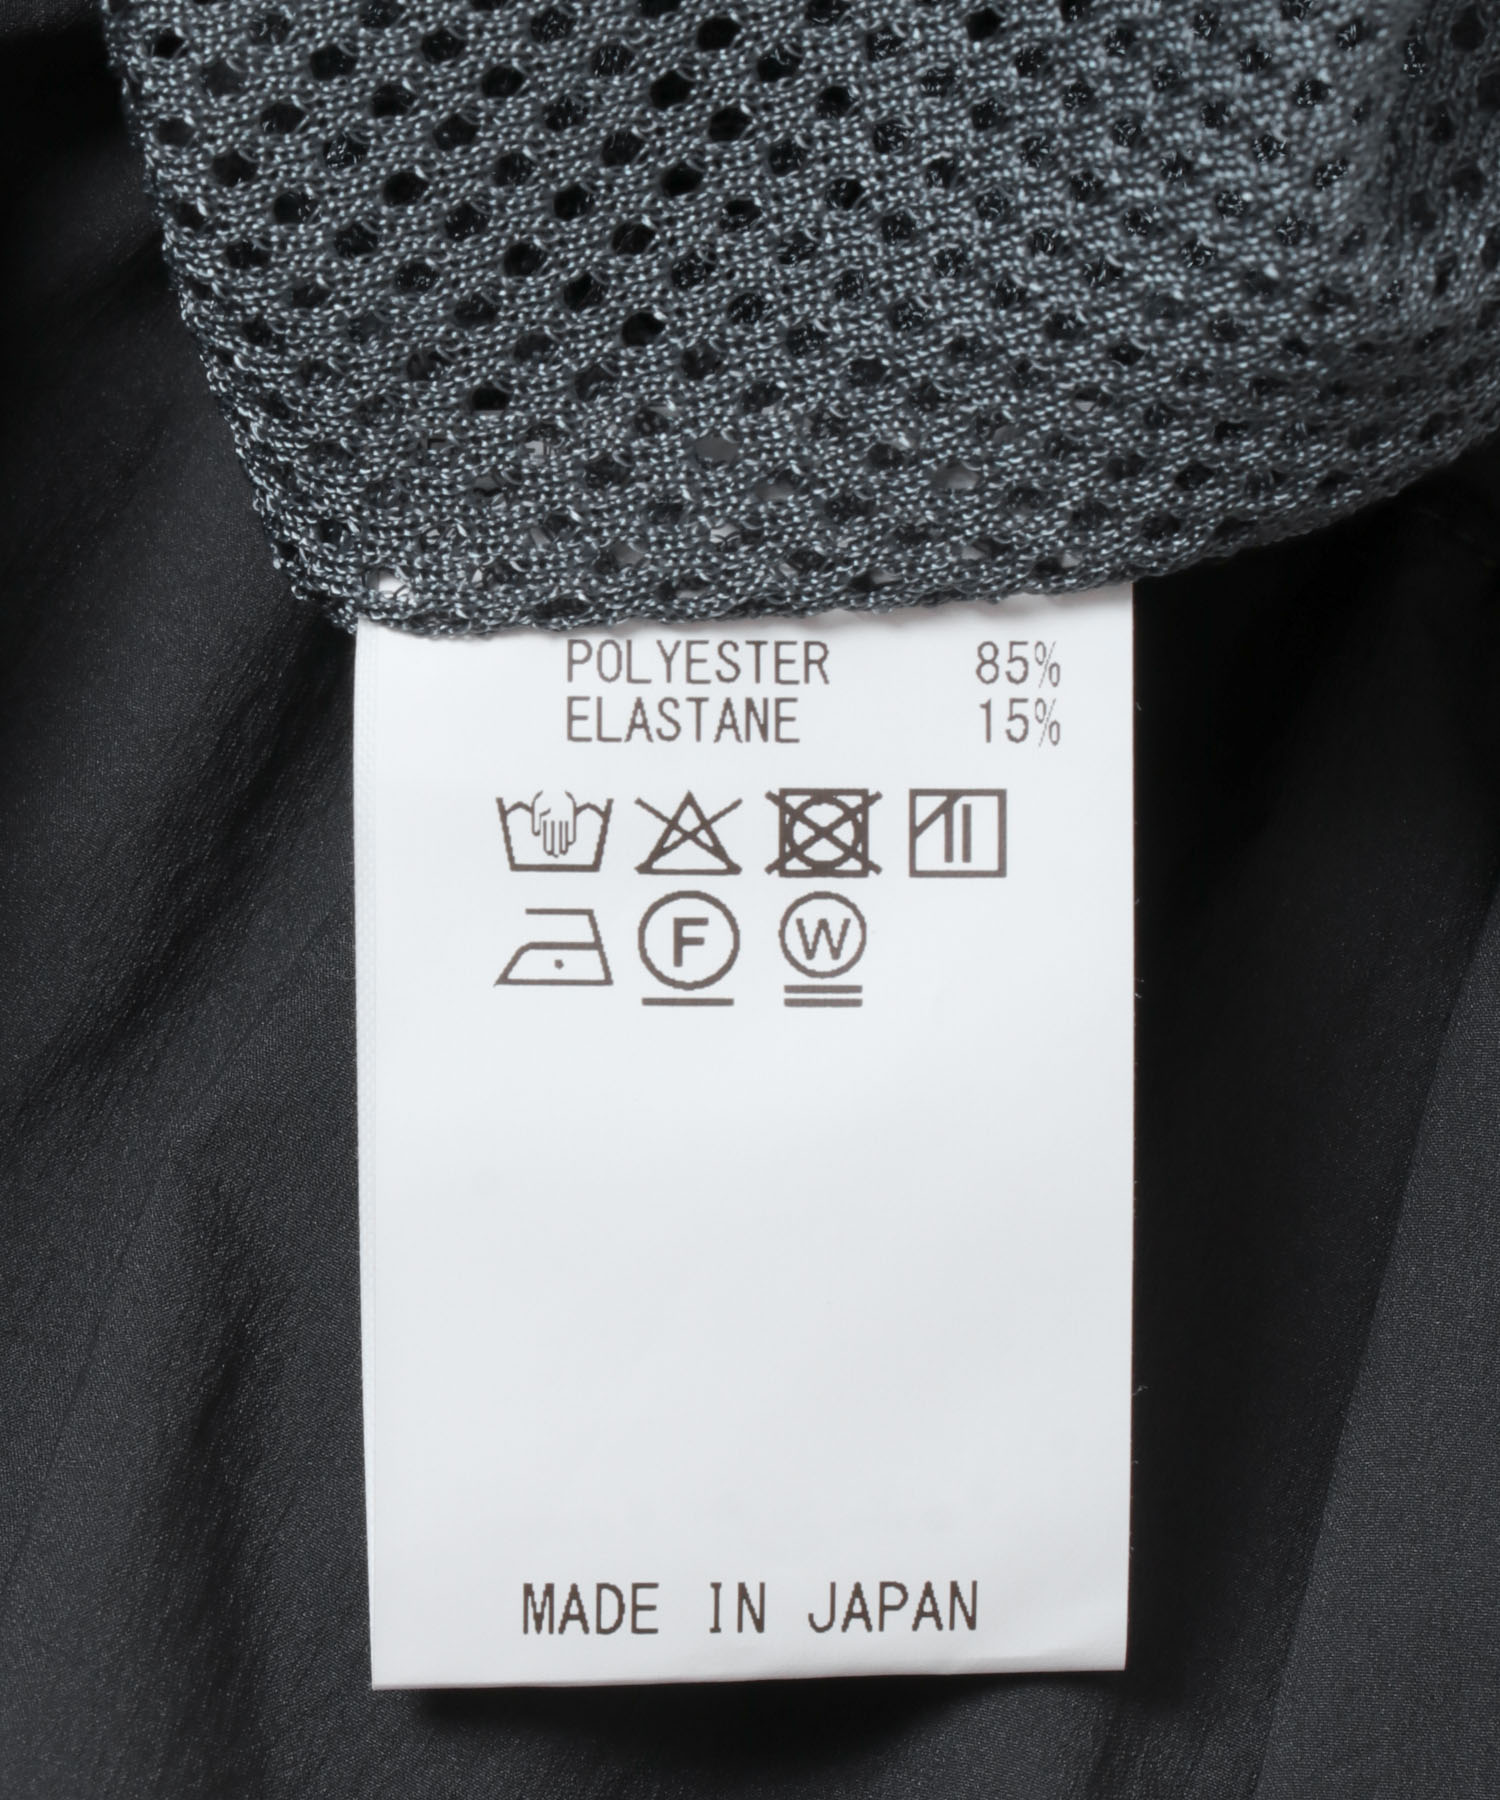 POLYESTER 85%
ELASTANE 15%
F W
MADE IN JAPAN